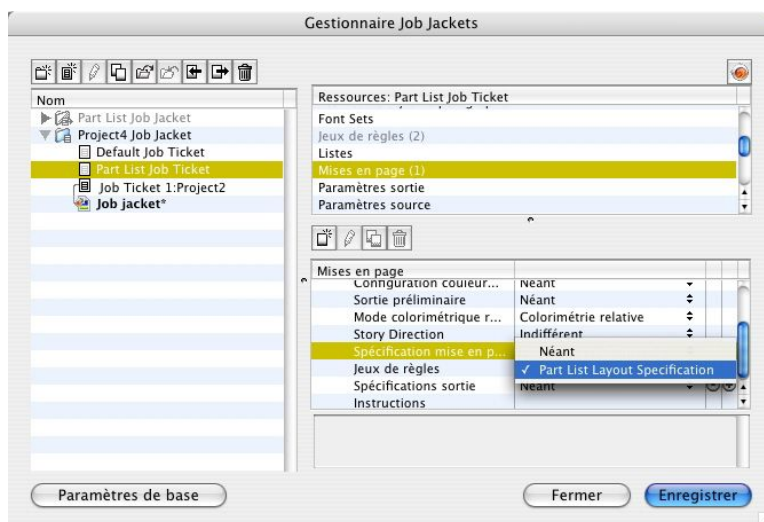 Gestionnaire Job Jackets
Nom
Part List Job Jacket
Project4 Job Jacket
Default Job Ticket
Part List Job Ticket
Job Ticket 1:Project2
Job jacket*
Ressources: Part List Job Ticket
Font Sets
Jeux de règles (2)
Listes
Mises en page (1)
Paramètres sortie
Paramètres source
Mises en page
Configuration couleur... Néant
Sortie préliminaire Néant
Mode colorimétrique r... Colorimétrie relative
Story Direction Indifférent
Spécification mise en p... Néant
Jeux de règles ✓ Part List Layout Specification
Spécifications sortie Néant
Instructions
Paramètres de base
Fermer
Enregistrer